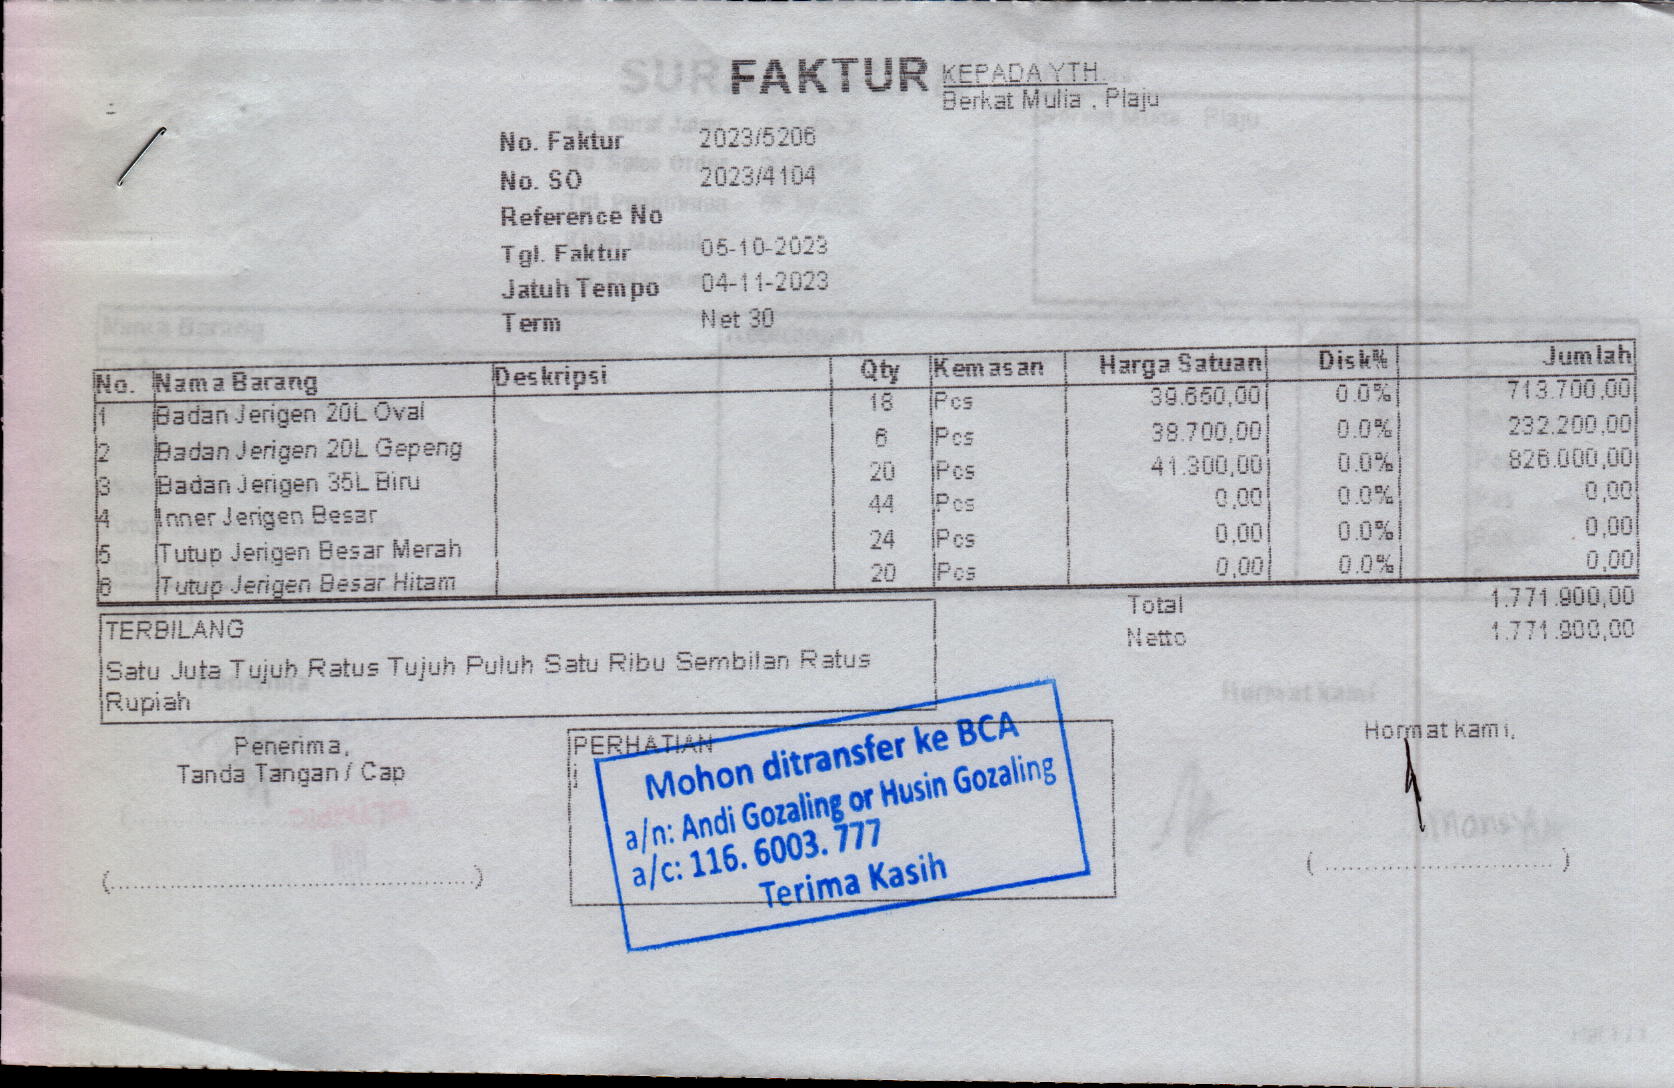 FAKTUR
KEPADA YTH.
Berkat Mulia , Plaju
No. Faktur 2023/5206
No. SO 2023/4104
Reference No
Tgl. Faktur 05-10-2023
Jatuh Tempo 04-11-2023
Term Net 30
No. Nama Barang Deskripsi Qty Kemasan Harga Satuan Disk% Jumlah
1 Badan Jerigen 20L Oval 18 Pcs 39.650,00 0.0% 713.700,00
2 Badan Jerigen 20L Gepeng 6 Pcs 38.700,00 0.0% 232.200,00
3 Badan Jerigen 35L Biru 20 Pcs 41.300,00 0.0% 826.000,00
4 Inner Jerigen Besar 44 Pcs 0,00 0.0% 0,00
5 Tutup Jerigen Besar Merah 24 Pcs 0,00 0.0% 0,00
6 Tutup Jerigen Besar Hitam 20 Pcs 0,00 0.0% 0,00
Total 1.771.900,00
Netto 1.771.900,00
TERBILANG
Satu Juta Tujuh Ratus Tujuh Puluh Satu Ribu Sembilan Ratus
Rupiah
Penerima,
Tanda Tangan / Cap
(................................................)
PERHATIAN
Mohon ditransfer ke BCA
a/n: Andi Gozaling or Husin Gozaling
a/c: 116. 6003. 777
Terima Kasih
Hormat kami,
( .............................. )